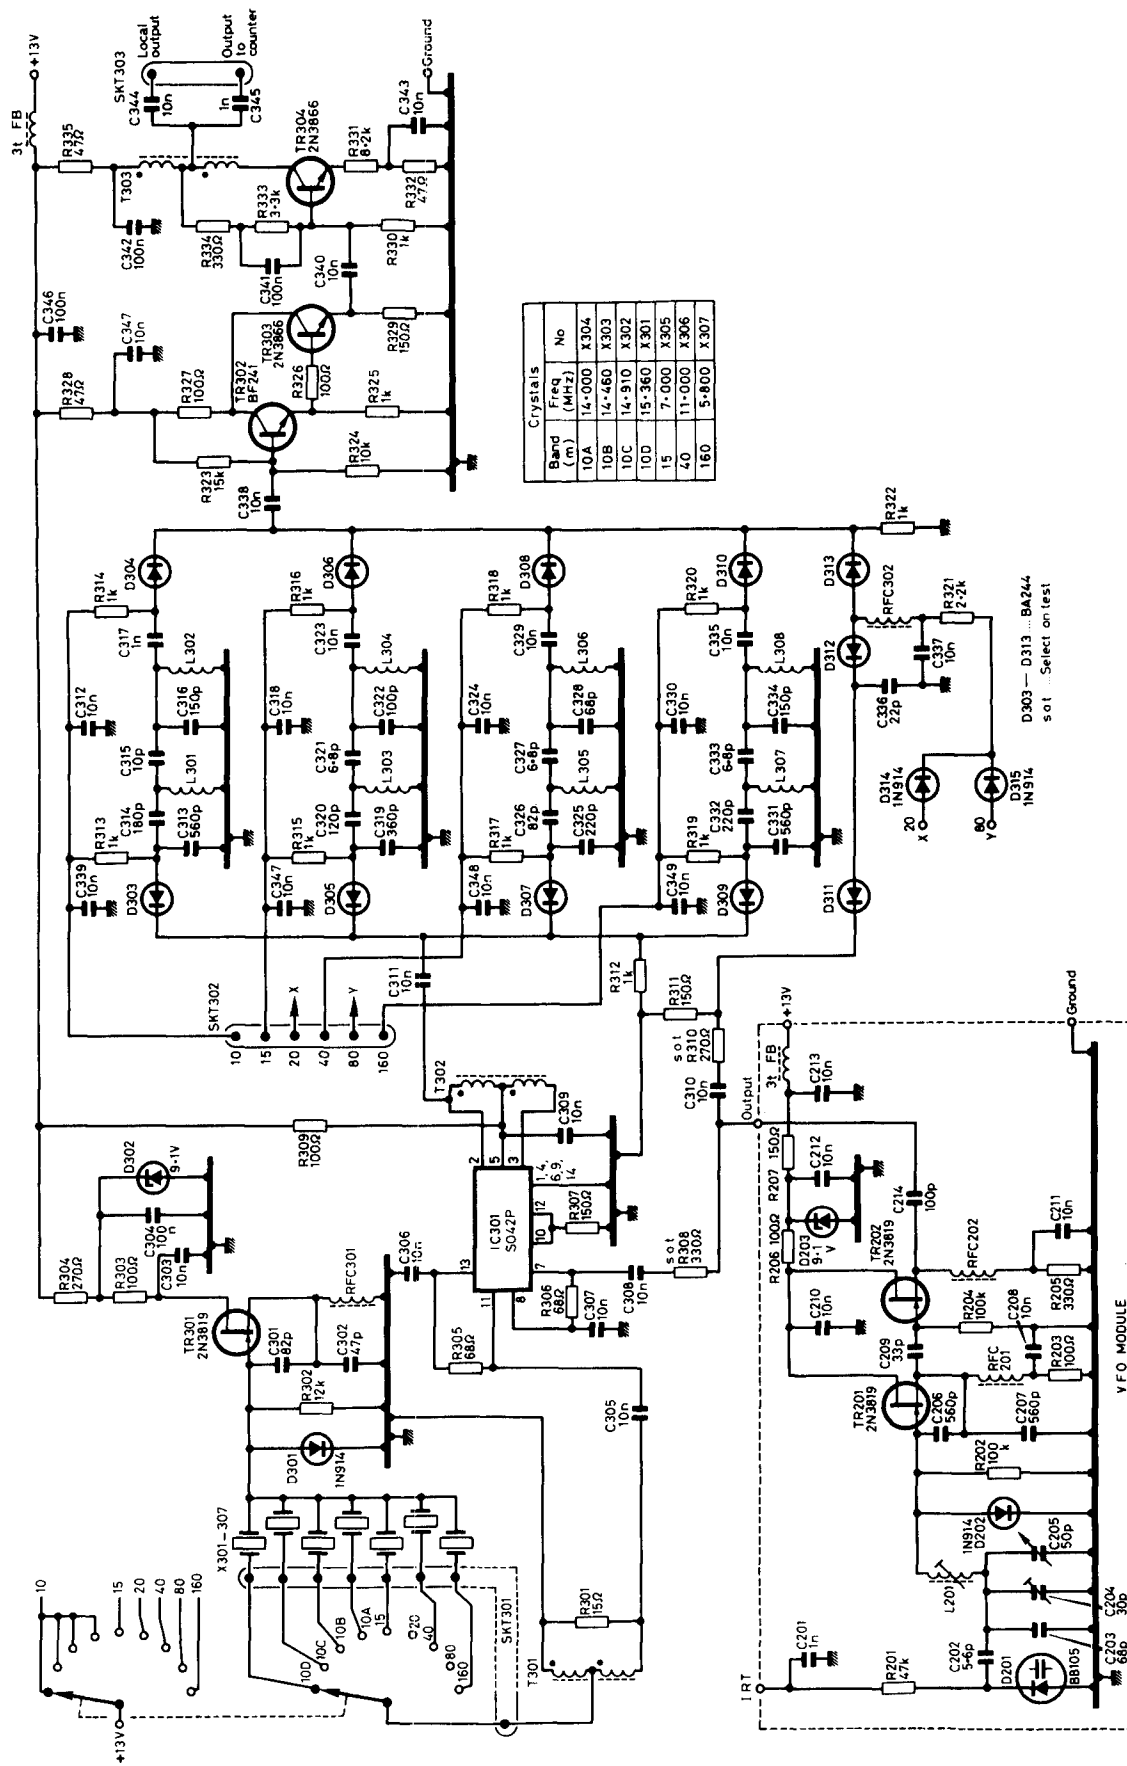 +13V
10
15
20
40
80
160
10D
10C
10B
10A
15
20
40
80
160
SKT301
X301-307
T301
R301
15Ω
D301
1N914
R302
12k
C301
82p
C302
47p
RFC301
TR301
2N3819
R304
270Ω
R303
100Ω
C303
10n
C304
100n
D302
9·1V
C305
10n
R305
68Ω
C306
10n
R309
100Ω
IC301
SO42P
13
11
8
7
10
12
2
5
3
1,4,
6,9,
14
R306
68Ω
C307
10n
C308
10n
R307
150Ω
sot
R308
330Ω
C309
10n
T302
C310
10n
sot
R310
270Ω
R311
150Ω
R312
1k
C311
10n
SKT302
10
15
20
40
80
160
X
Y
C339
10n
R313
1k
D303
C313
560p
C314
180p
L301
C315
10p
C316
150p
L302
C317
1n
C312
10n
R314
1k
D304
C347
10n
R315
1k
D305
C319
360p
C320
120p
L303
C321
6·8p
C322
100p
L304
C323
10n
C318
10n
R316
1k
D306
C348
10n
R317
1k
D307
C325
220p
C326
82p
L305
C327
6·8p
C328
68p
L306
C329
10n
C324
10n
R318
1k
D308
C349
10n
R319
1k
D309
C331
560p
C332
220p
L307
C333
6·8p
C334
150p
L308
C335
10n
C330
10n
R320
1k
D310
D311
D312
D313
C336
22p
C337
10n
RFC302
R321
2·2k
R322
1k
20
X
D314
1N914
80
Y
D315
1N914
D303 — D313 ... BA244
sot ... Select on test
C338
10n
R323
15k
R324
10k
R325
1k
R326
100Ω
R327
100Ω
R328
47Ω
C347
10n
C346
100n
TR302
BF241
TR303
2N3866
R329
150Ω
C340
10n
R330
1k
C341
100n
R333
3·3k
R334
330Ω
C342
100n
T303
R335
47Ω
3t FB
+13V
TR304
2N3866
R331
8·2k
R332
47Ω
C343
10n
Ground
SKT303
C344
10n
Local
output
1n
C345
Output
to
counter
Crystals
Band (m) Freq (MHz) No
10A 14·000 X304
10B 14·460 X303
10C 14·910 X302
10D 15·360 X301
15 7·000 X305
40 11·000 X306
160 5·800 X307
IRT
C201
1n
R201
47k
C202
5·6p
D201
BB105
C203
68p
C204
30p
C205
50p
L201
1N914
D202
R202
100k
TR201
2N3819
C206
560p
C207
560p
RFC
201
R203
100Ω
C208
10n
C209
33p
R204
100k
TR202
2N3819
RFC202
R205
330Ω
C211
10n
C210
10n
R206
100Ω
D203
9·1
V
R207
150Ω
C212
10n
C213
10n
3t FB
+13V
C214
100p
Output
Ground
VFO MODULE